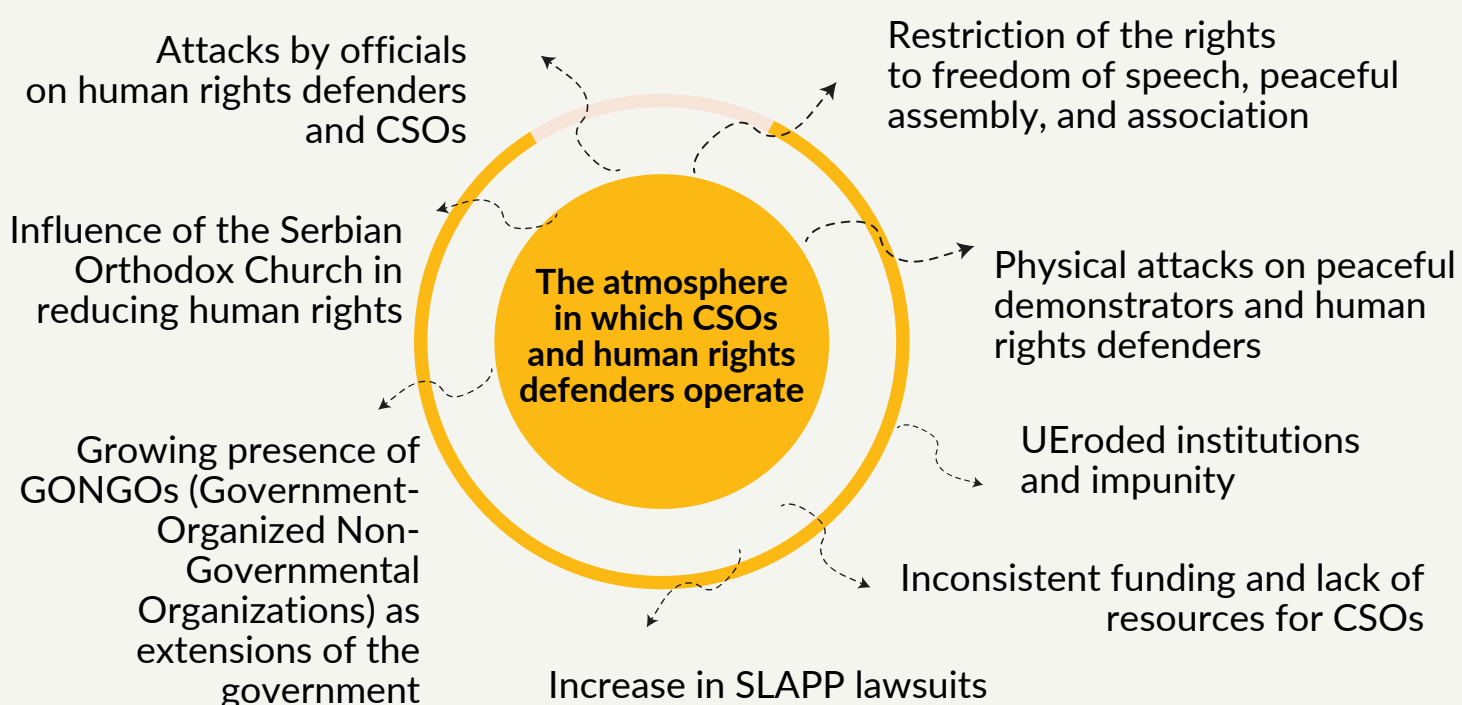 Attacks by officials
on human rights defenders
and CSOs
Restriction of the rights
to freedom of speech, peaceful
assembly, and association
Influence of the Serbian
Orthodox Church in
reducing human rights
The atmosphere
in which CSOs
and human rights
defenders operate
Physical attacks on peaceful
demonstrators and human
rights defenders
Growing presence of
GONGOs (Government-
Organized Non-
Governmental
Organizations) as
extensions of the
government
UEroded institutions
and impunity
Inconsistent funding and lack of
resources for CSOs
Increase in SLAPP lawsuits